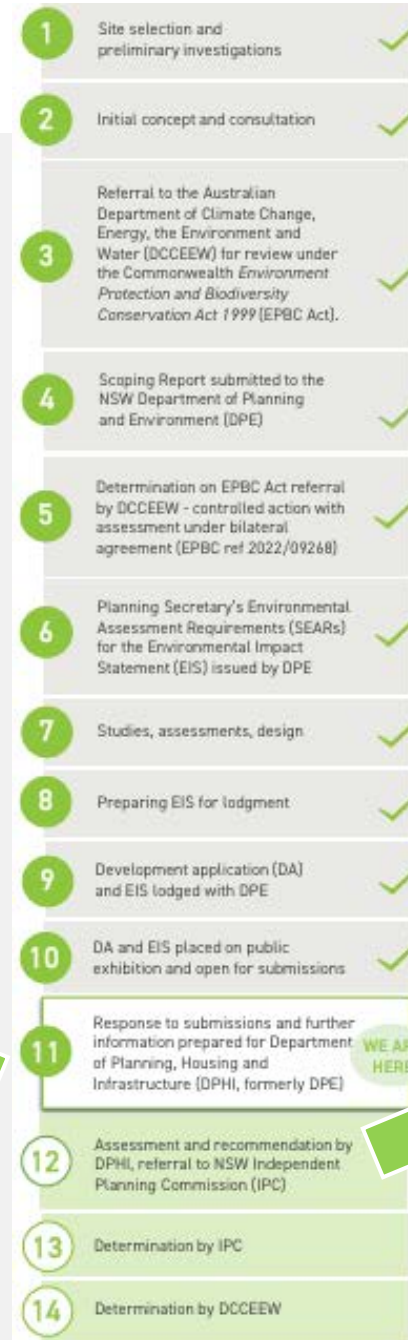 1
Site selection and
preliminary investigations
2
Initial concept and consultation
3
Referral to the Australian
Department of Climate Change,
Energy, the Environment and
Water (DCCEEW) for review under
the Commonwealth Environment
Protection and Biodiversity
Conservation Act 1999 (EPBC Act).
4
Scoping Report submitted to the
NSW Department of Planning
and Environment (DPE)
5
Determination on EPBC Act referral
by DCCEEW - controlled action with
assessment under bilateral
agreement (EPBC ref 2022/09268)
6
Planning Secretary's Environmental
Assessment Requirements (SEARs)
for the Environmental Impact
Statement (EIS) issued by DPE
7
Studies, assessments, design
8
Preparing EIS for lodgment
9
Development application (DA)
and EIS lodged with DPE
10
DA and EIS placed on public
exhibition and open for submissions
11
Response to submissions and further
information prepared for Department
of Planning, Housing and
Infrastructure (DPHI, formerly DPE)
WE AR
HERE
12
Assessment and recommendation by
DPHI, referral to NSW Independent
Planning Commission (IPC)
13
Determination by IPC
14
Determination by DCCEEW